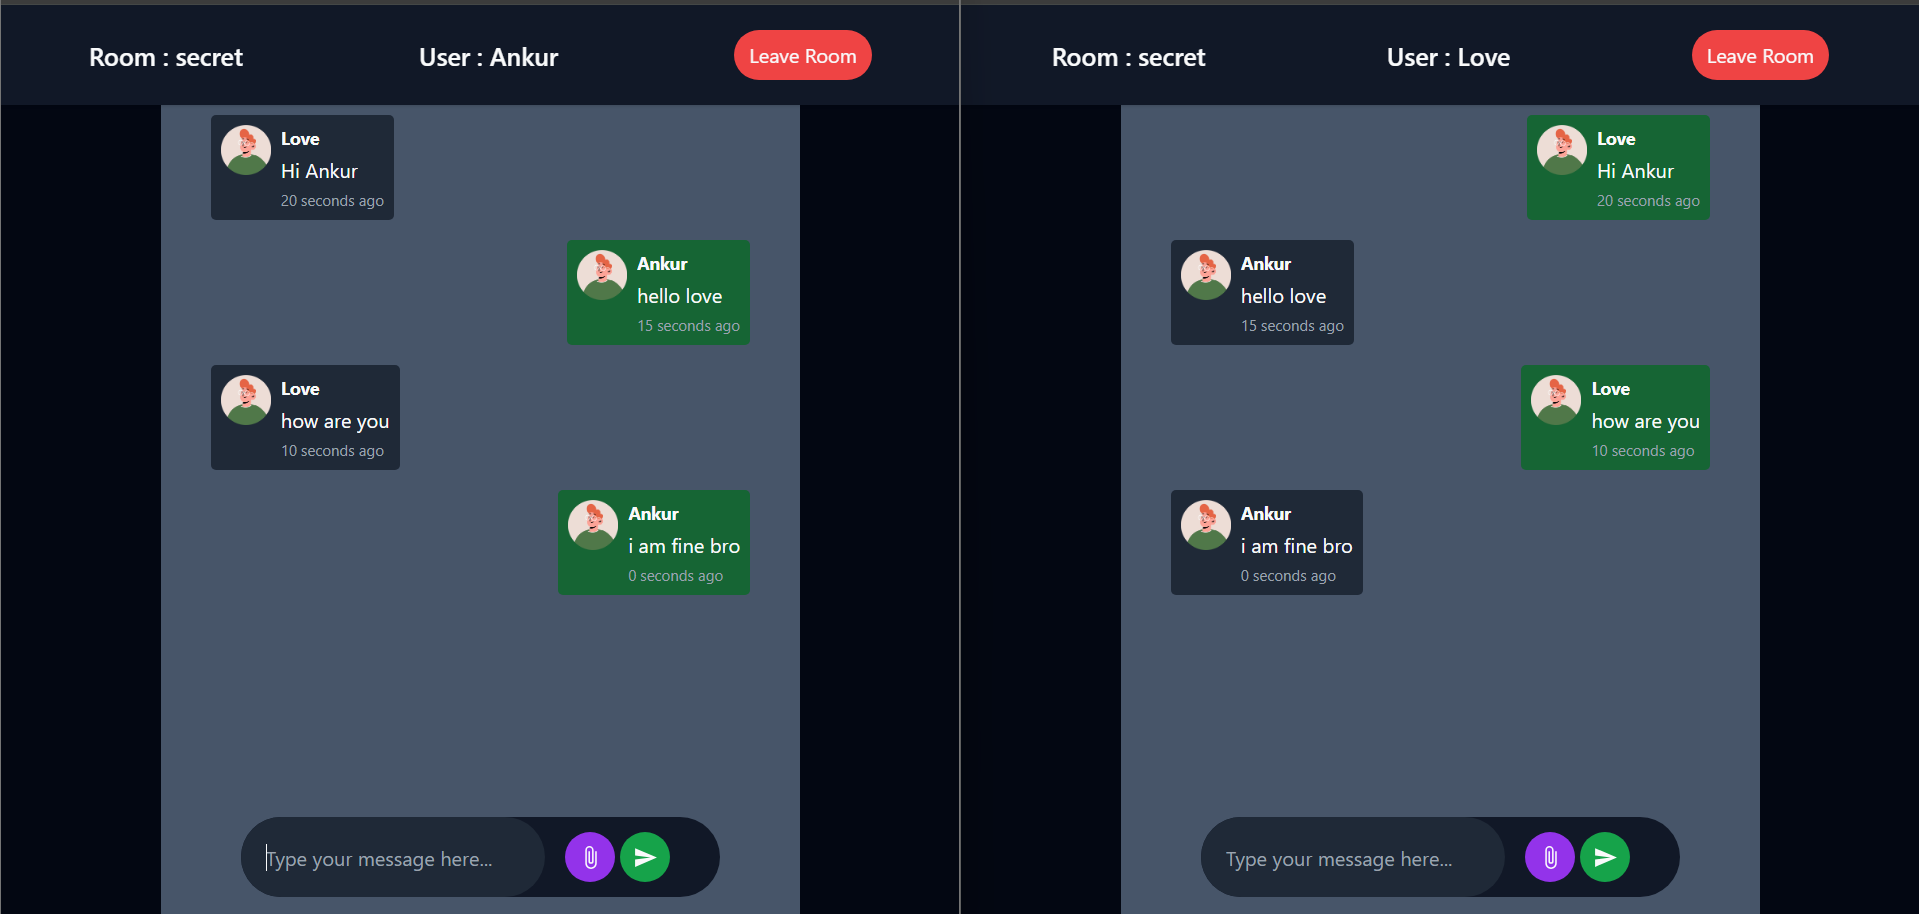 Room : secret
User : Ankur
Leave Room
Love
Hi Ankur
20 seconds ago
Ankur
hello love
15 seconds ago
Love
how are you
10 seconds ago
Ankur
i am fine bro
0 seconds ago
Type your message here...
Room : secret
User : Love
Leave Room
Love
Hi Ankur
20 seconds ago
Ankur
hello love
15 seconds ago
Love
how are you
10 seconds ago
Ankur
i am fine bro
0 seconds ago
Type your message here...